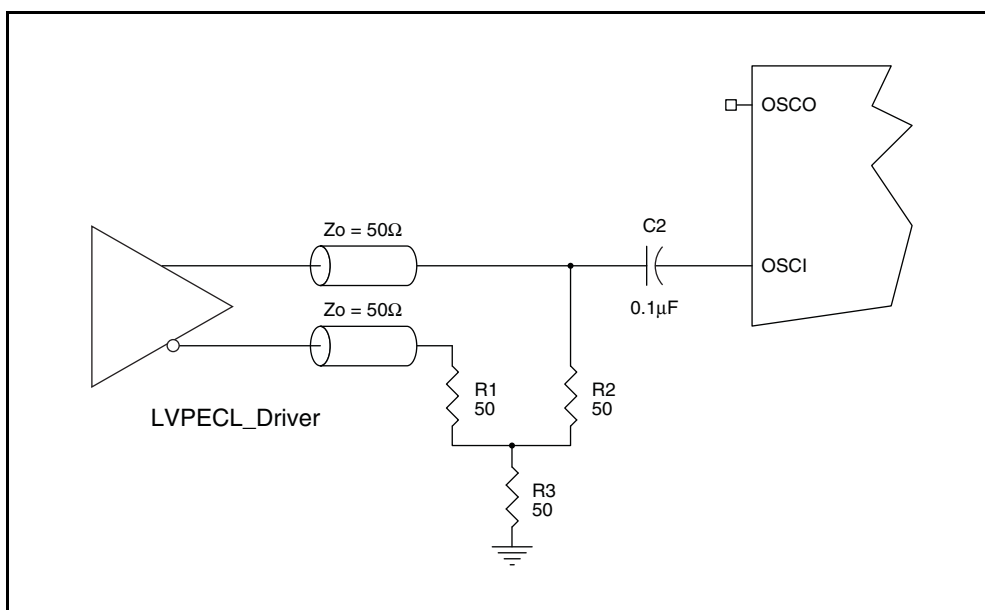 OSCO
Zo = 50Ω
C2
OSCI
0.1μF
Zo = 50Ω
R1
50
R2
50
LVPECL_Driver
R3
50